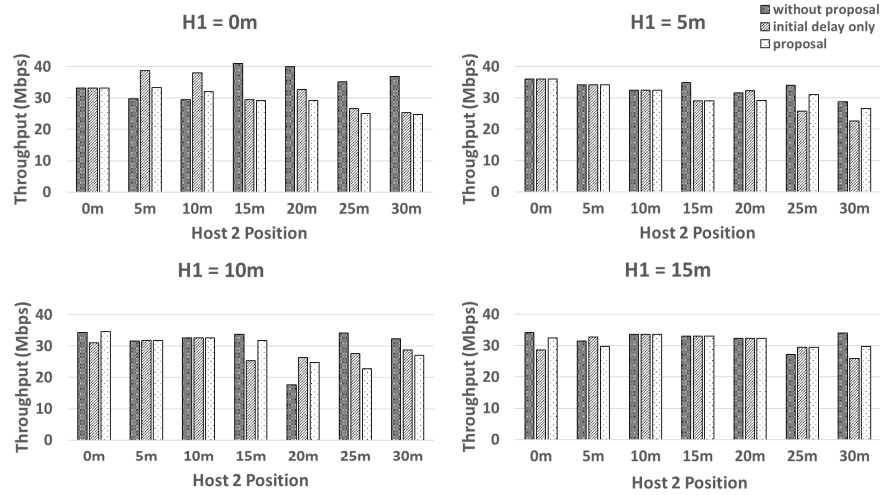 without proposal
initial delay only
proposal
H1 = 0m
Throughput (Mbps)
40
30
20
10
0
0m 5m 10m 15m 20m 25m 30m
Host 2 Position
H1 = 5m
Throughput (Mbps)
40
30
20
10
0
0m 5m 10m 15m 20m 25m 30m
Host 2 Position
H1 = 10m
Throughput (Mbps)
40
30
20
10
0
0m 5m 10m 15m 20m 25m 30m
Host 2 Position
H1 = 15m
Throughput (Mbps)
40
30
20
10
0
0m 5m 10m 15m 20m 25m 30m
Host 2 Position